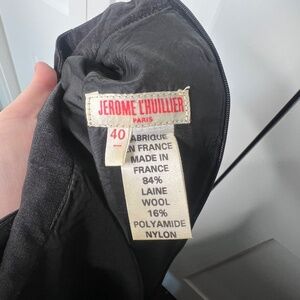 JEROME L'HUILLIER
PARIS
40
ABRIQUE
EN FRANCE
MADE IN
FRANCE
84%
LAINE
WOOL
16%
POLYAMIDE
NYLON